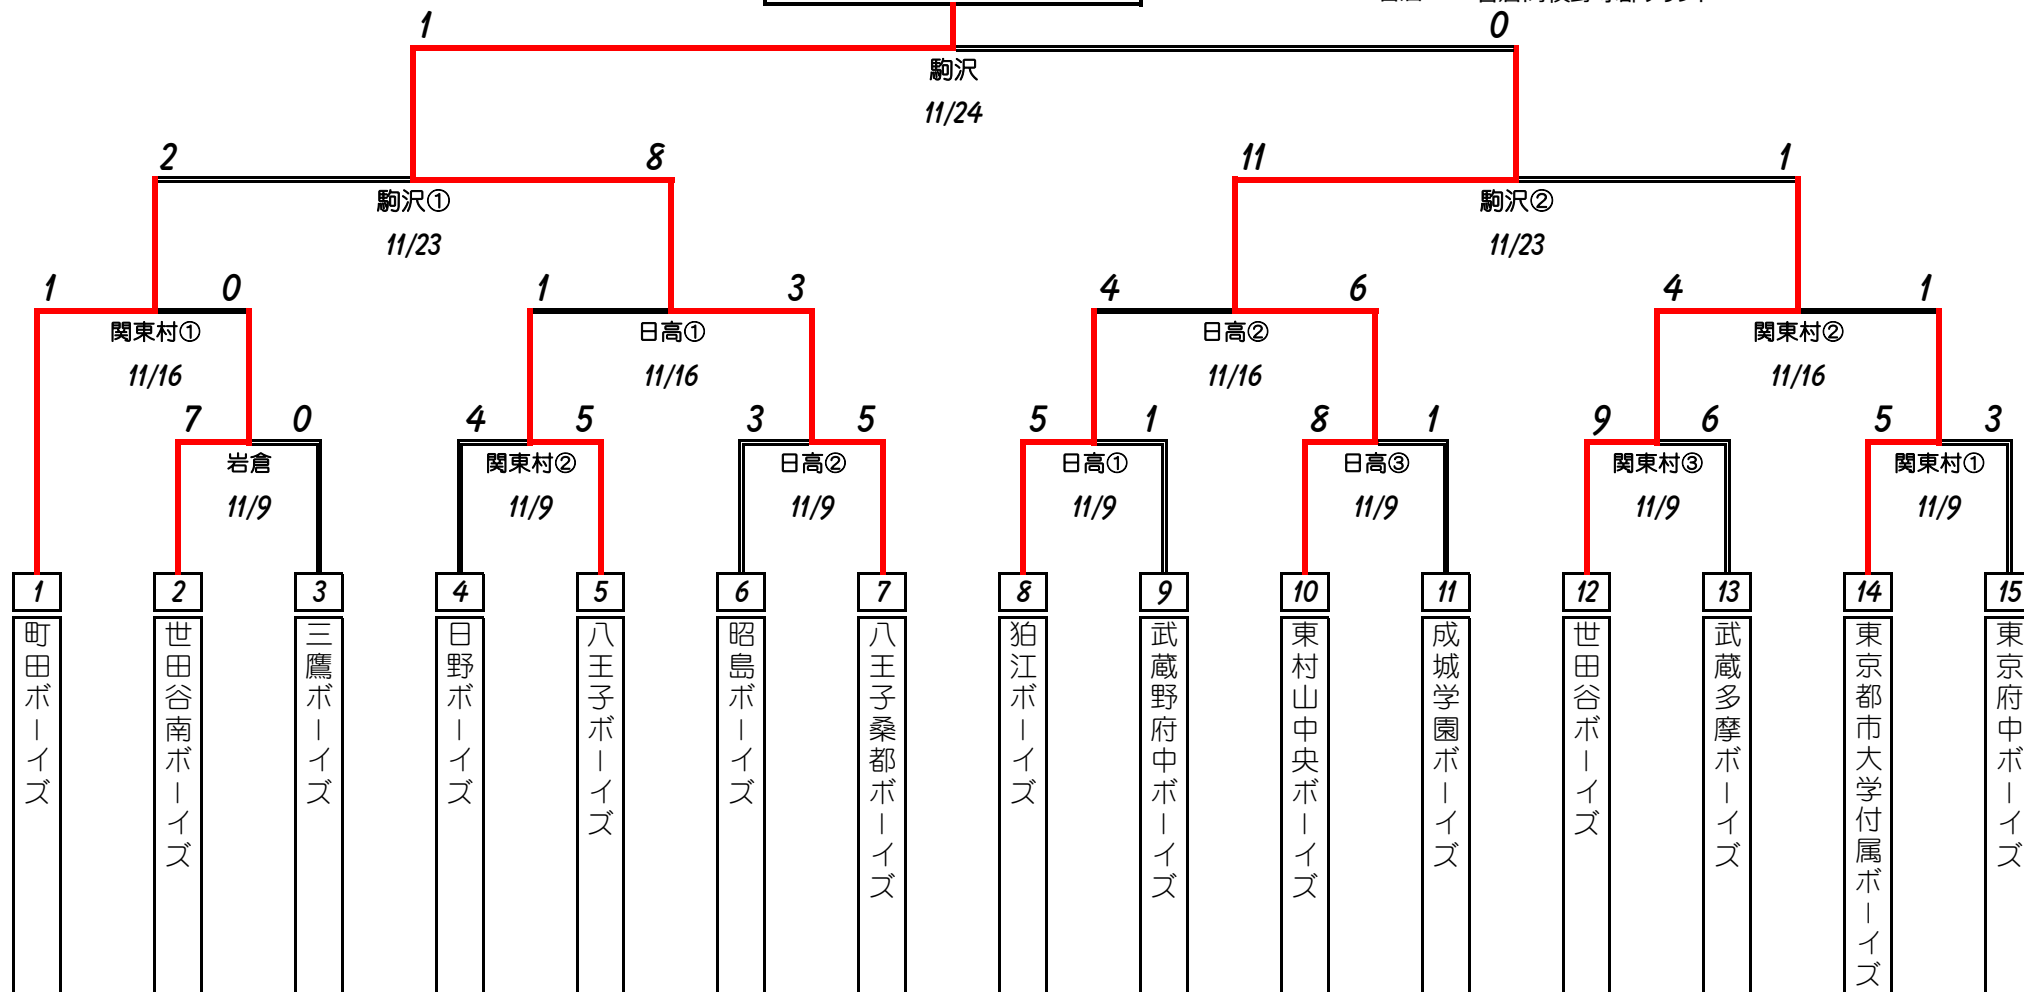 1 0
駒沢
11/24
2 8 11 1
駒沢① 駒沢②
11/23 11/23
1 0 1 3 4 6 4 1
関東村① 日高① 日高② 関東村②
11/16 11/16 11/16 11/16
7 0 4 5 3 5 5 1 8 1 9 6 5 3
岩倉 関東村② 日高② 日高① 日高③ 関東村③ 関東村①
11/9 11/9 11/9 11/9 11/9 11/9 11/9
1 2 3 4 5 6 7 8 9 10 11 12 13 14 15
町田ボーイズ
世田谷南ボーイズ
三鷹ボーイズ
日野ボーイズ
八王子ボーイズ
昭島ボーイズ
八王子桑都ボーイズ
狛江ボーイズ
武蔵野府中ボーイズ
東村山中央ボーイズ
成城学園ボーイズ
世田谷ボーイズ
武蔵多摩ボーイズ
東京都市大学付属ボーイズ
東京府中ボーイズ